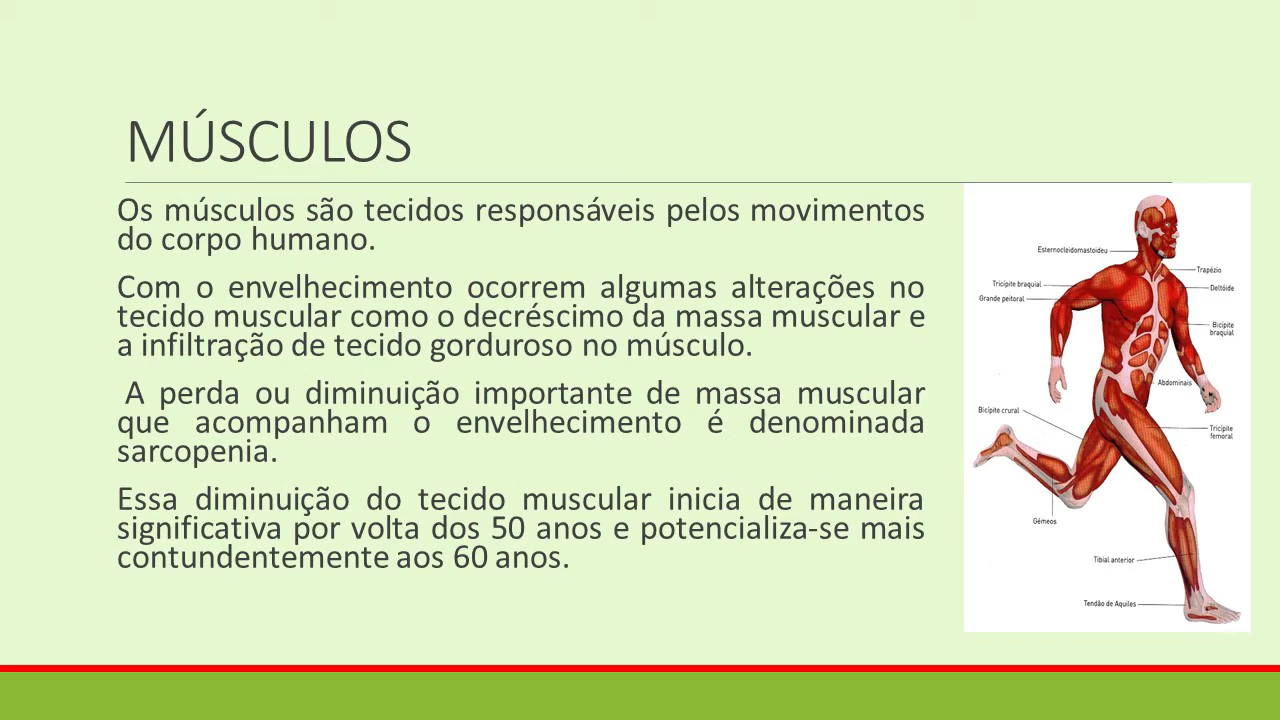 MÚSCULOS
Os músculos são tecidos responsáveis pelos movimentos
do corpo humano.
Com o envelhecimento ocorrem algumas alterações no
tecido muscular como o decréscimo da massa muscular e
a infiltração de tecido gorduroso no músculo.
A perda ou diminuição importante de massa muscular
que acompanham o envelhecimento é denominada
sarcopenia.
Essa diminuição do tecido muscular inicia de maneira
significativa por volta dos 50 anos e potencializa-se mais
contundentemente aos 60 anos.
Esternocleidomastoideu
Trapézio
Tricípite braquial
Deltóide
Grande peitoral
Bicípite
braquial
Abdominais
Bicípite crural
Tricípite
femoral
Gémeos
Tibial anterior
Tendão de Aquiles